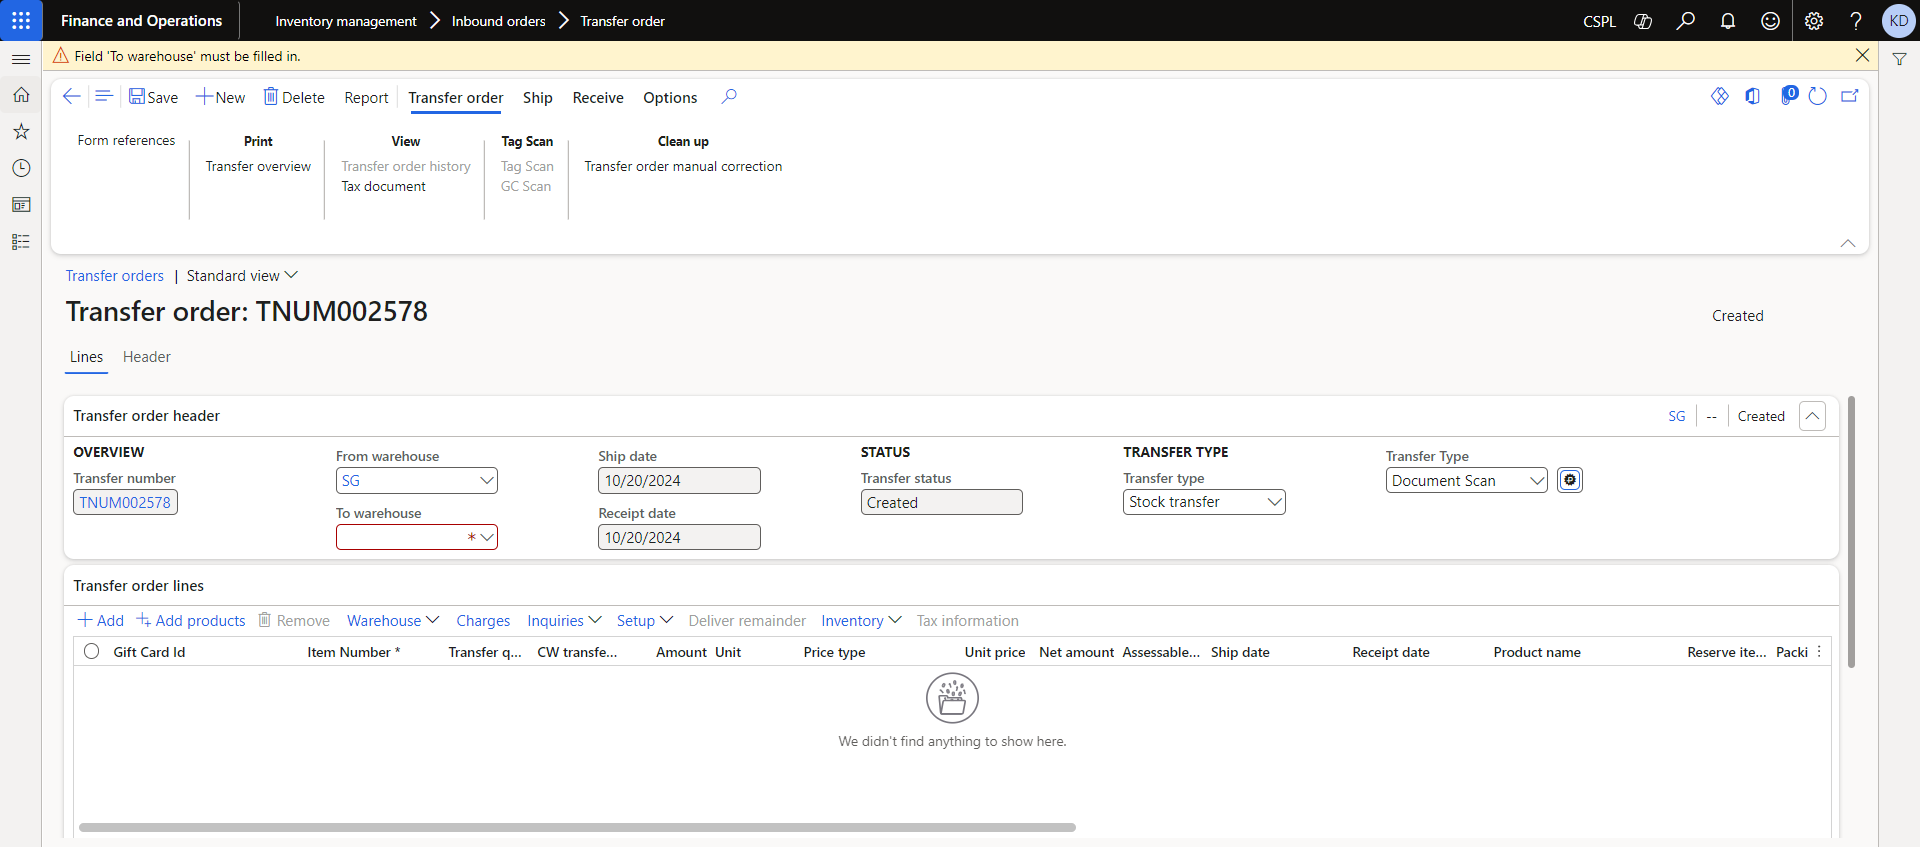 Finance and Operations
Inventory management
Inbound orders
Transfer order
CSPL
KD
Field 'To warehouse' must be filled in.
Save
New
Delete
Report
Transfer order
Ship
Receive
Options
0
Form references
Print
Transfer overview
View
Transfer order history
Tax document
Tag Scan
Tag Scan
GC Scan
Clean up
Transfer order manual correction
Transfer orders | Standard view
Transfer order: TNUM002578
Created
Lines
Header
Transfer order header
SG
--
Created
OVERVIEW
Transfer number
TNUM002578
From warehouse
SG
To warehouse
*
Ship date
10/20/2024
Receipt date
10/20/2024
STATUS
Transfer status
Created
TRANSFER TYPE
Transfer type
Stock transfer
Transfer Type
Document Scan
Transfer order lines
Add
Add products
Remove
Warehouse
Charges
Inquiries
Setup
Deliver remainder
Inventory
Tax information
Gift Card Id
Item Number *
Transfer q...
CW transfe...
Amount
Unit
Price type
Unit price
Net amount
Assessable...
Ship date
Receipt date
Product name
Reserve ite...
Packi
We didn't find anything to show here.